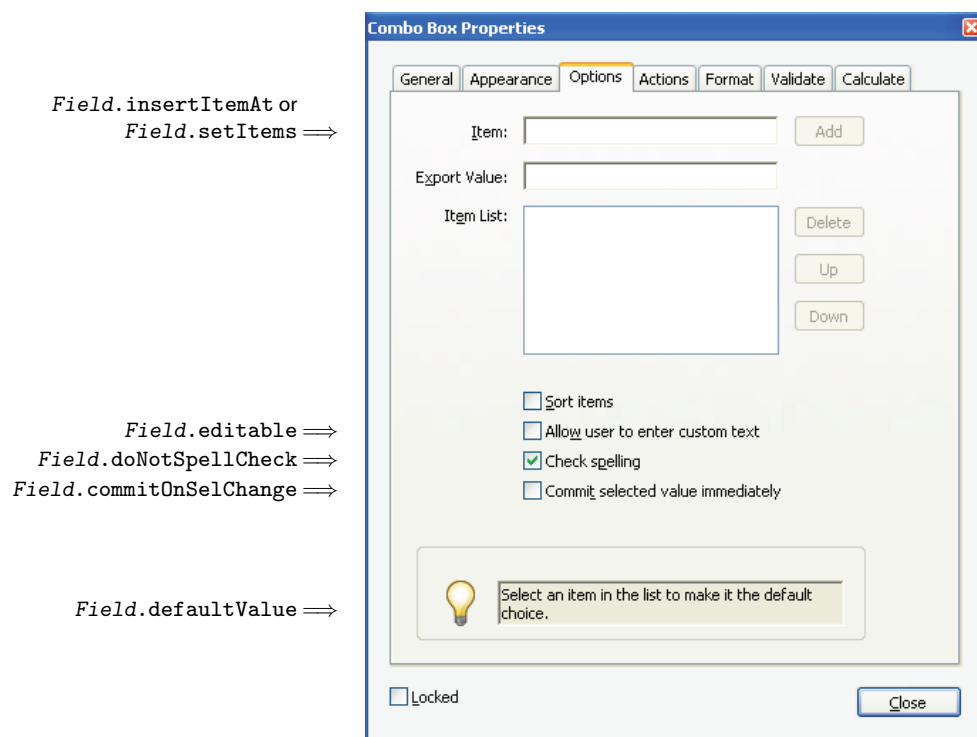 Combo Box Properties
General Appearance Options Actions Format Validate Calculate
Field.insertItemAt or
Field.setItems⟹ Item: Add
Export Value:
Item List: Delete
Up
Down
Sort items
Field.editable⟹ Allow user to enter custom text
Field.doNotSpellCheck⟹ Check spelling
Field.commitOnSelChange⟹ Commit selected value immediately
Select an item in the list to make it the default
Field.defaultValue⟹ choice.
Locked Close